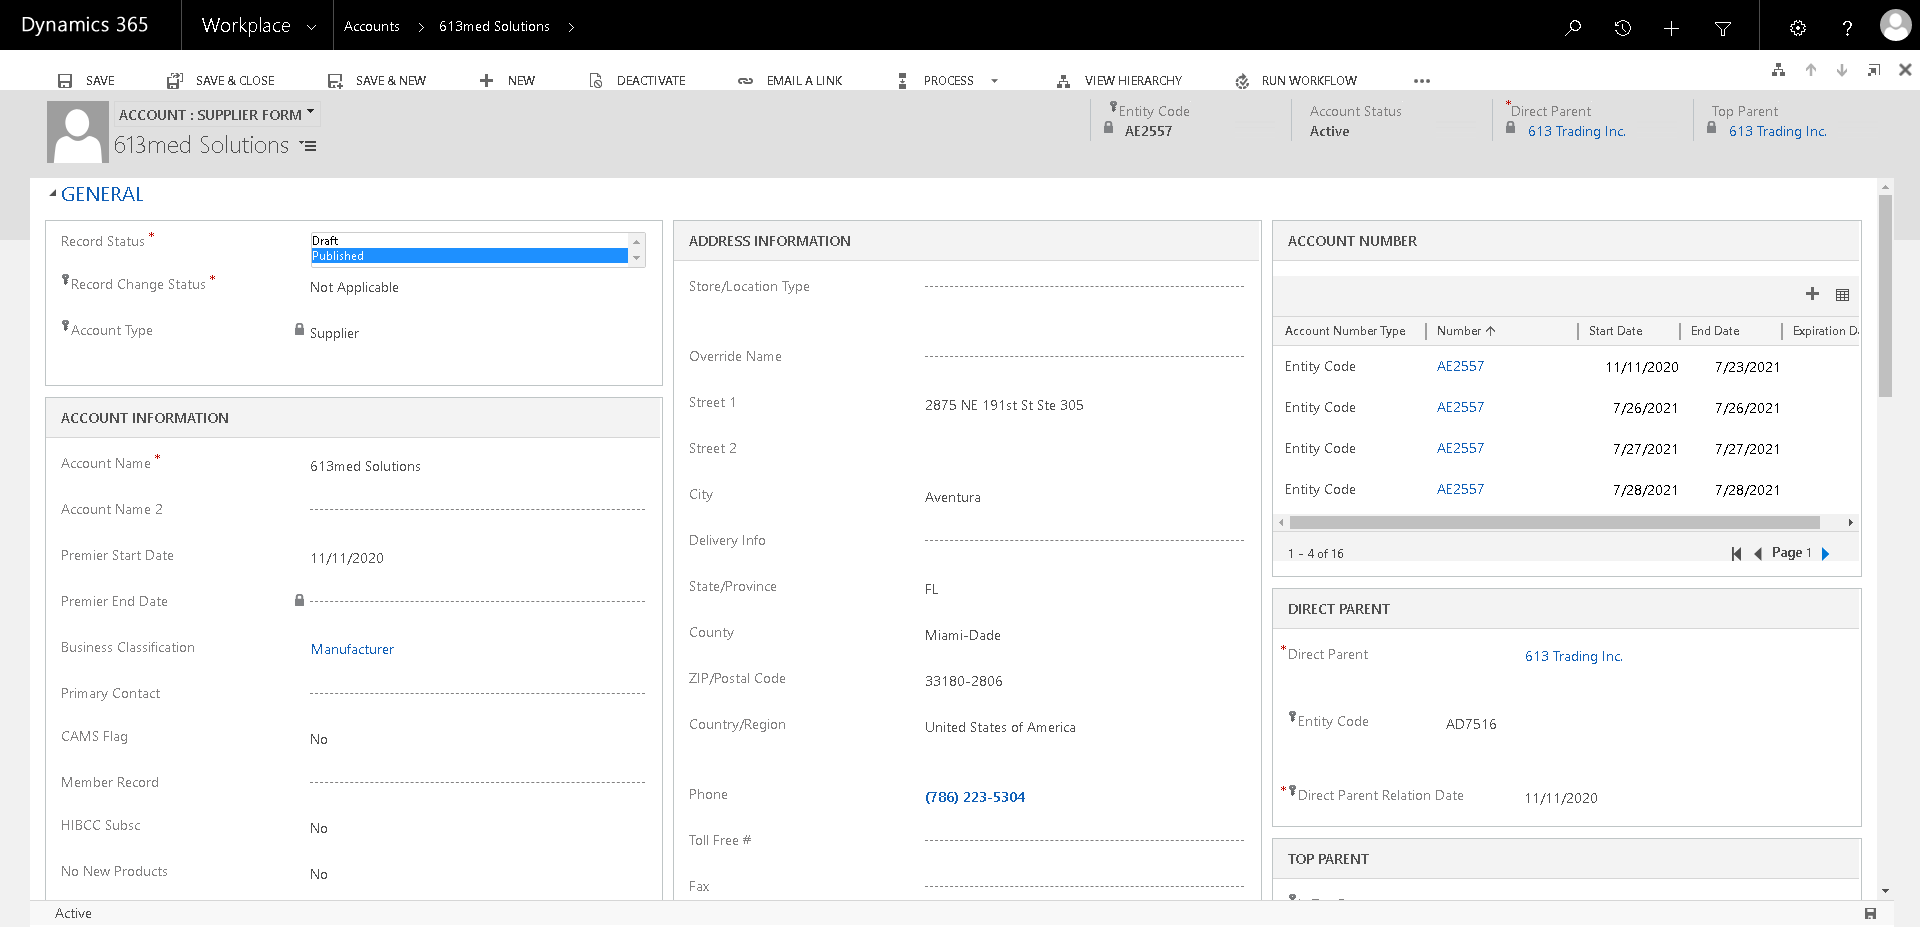 Dynamics 365
Workplace
Accounts > 613med Solutions >
?
SAVE
SAVE & CLOSE
SAVE & NEW
NEW
DEACTIVATE
EMAIL A LINK
PROCESS
VIEW HIERARCHY
RUN WORKFLOW
•••
ACCOUNT : SUPPLIER FORM
613med Solutions
Entity Code
AE2557
Account Status
Active
*Direct Parent
613 Trading Inc.
Top Parent
613 Trading Inc.
GENERAL
Record Status *
Draft
Published
Record Change Status *
Not Applicable
Account Type
Supplier
ACCOUNT INFORMATION
Account Name *
613med Solutions
Account Name 2
Premier Start Date
11/11/2020
Premier End Date
Business Classification
Manufacturer
Primary Contact
CAMS Flag
No
Member Record
HIBCC Subsc
No
No New Products
No
ADDRESS INFORMATION
Store/Location Type
Override Name
Street 1
2875 NE 191st St Ste 305
Street 2
City
Aventura
Delivery Info
State/Province
FL
County
Miami-Dade
ZIP/Postal Code
33180-2806
Country/Region
United States of America
Phone
(786) 223-5304
Toll Free #
Fax
ACCOUNT NUMBER
Account Number Type | Number ↑ | Start Date | End Date | Expiration D
Entity Code AE2557 11/11/2020 7/23/2021
Entity Code AE2557 7/26/2021 7/26/2021
Entity Code AE2557 7/27/2021 7/27/2021
Entity Code AE2557 7/28/2021 7/28/2021
1 - 4 of 16
Page 1
DIRECT PARENT
*Direct Parent
613 Trading Inc.
Entity Code
AD7516
*Direct Parent Relation Date
11/11/2020
TOP PARENT
Active